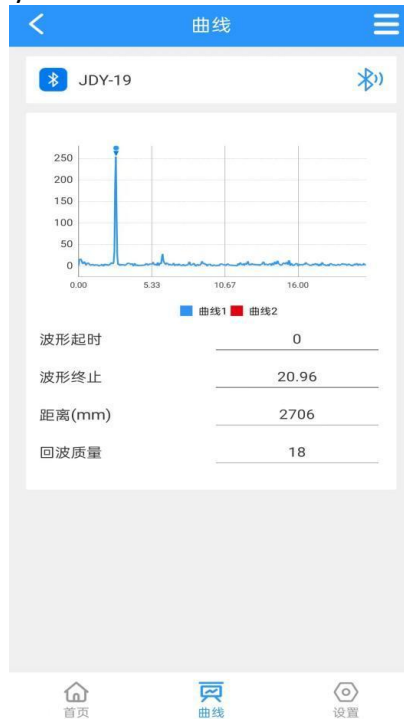 曲线
JDY-19
250
200
150
100
50
0
0.00 5.33 10.67 16.00
曲线1 曲线2
波形起时 0
波形终止 20.96
距离(mm) 2706
回波质量 18
首页 曲线 设置